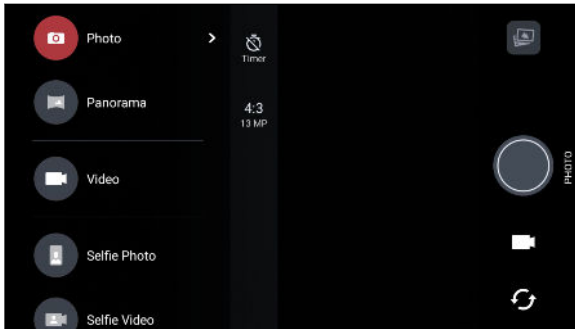 Photo
Panorama
Video
Selfie Photo
Selfie Video
Timer
4:3
13 MP
PHOTO